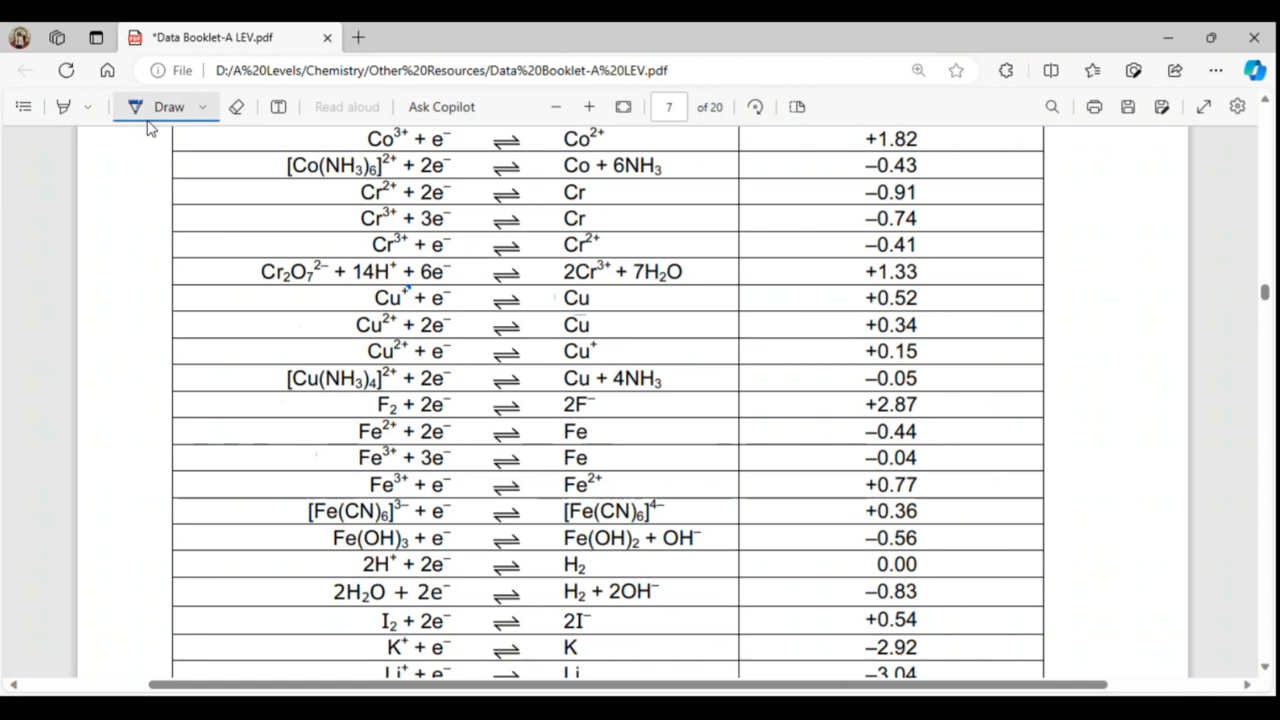 *Data Booklet-A LEV.pdf
File D:/A%20Levels/Chemistry/Other%20Resources/Data%20Booklet-A%20LEV.pdf
Draw Read aloud Ask Copilot 7 of 20
Co³⁺ + e⁻ ⇌ Co²⁺ +1.82
[Co(NH₃)₆]²⁺ + 2e⁻ ⇌ Co + 6NH₃ –0.43
Cr²⁺ + 2e⁻ ⇌ Cr –0.91
Cr³⁺ + 3e⁻ ⇌ Cr –0.74
Cr³⁺ + e⁻ ⇌ Cr²⁺ –0.41
Cr₂O₇²⁻ + 14H⁺ + 6e⁻ ⇌ 2Cr³⁺ + 7H₂O +1.33
Cu⁺ + e⁻ ⇌ Cu +0.52
Cu²⁺ + 2e⁻ ⇌ Cu +0.34
Cu²⁺ + e⁻ ⇌ Cu⁺ +0.15
[Cu(NH₃)₄]²⁺ + 2e⁻ ⇌ Cu + 4NH₃ –0.05
F₂ + 2e⁻ ⇌ 2F⁻ +2.87
Fe²⁺ + 2e⁻ ⇌ Fe –0.44
Fe³⁺ + 3e⁻ ⇌ Fe –0.04
Fe³⁺ + e⁻ ⇌ Fe²⁺ +0.77
[Fe(CN)₆]³⁻ + e⁻ ⇌ [Fe(CN)₆]⁴⁻ +0.36
Fe(OH)₃ + e⁻ ⇌ Fe(OH)₂ + OH⁻ –0.56
2H⁺ + 2e⁻ ⇌ H₂ 0.00
2H₂O + 2e⁻ ⇌ H₂ + 2OH⁻ –0.83
I₂ + 2e⁻ ⇌ 2I⁻ +0.54
K⁺ + e⁻ ⇌ K –2.92
Li⁺ + e⁻ ⇌ Li –3.04